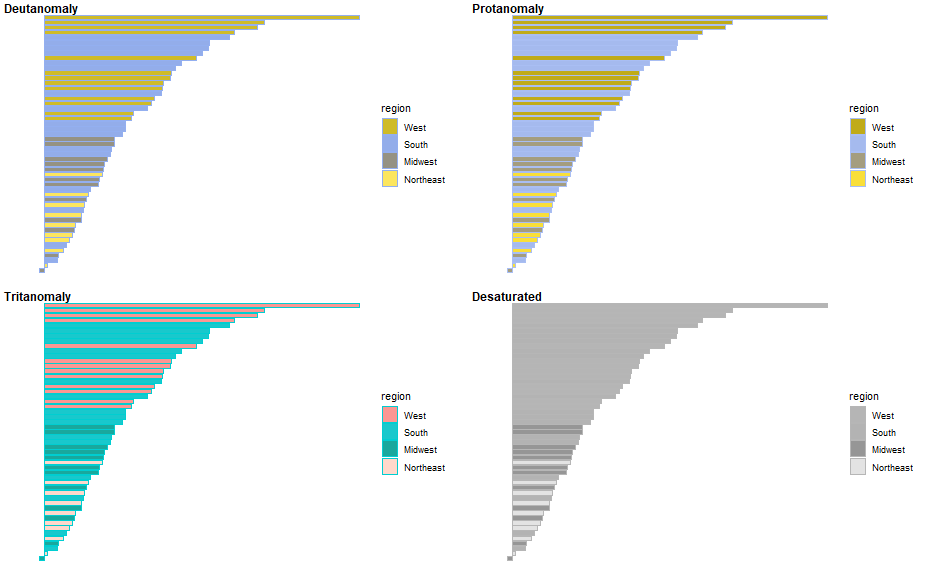 Deutanomaly
region
West
South
Midwest
Northeast
Protanomaly
region
West
South
Midwest
Northeast
Tritanomaly
region
West
South
Midwest
Northeast
Desaturated
region
West
South
Midwest
Northeast